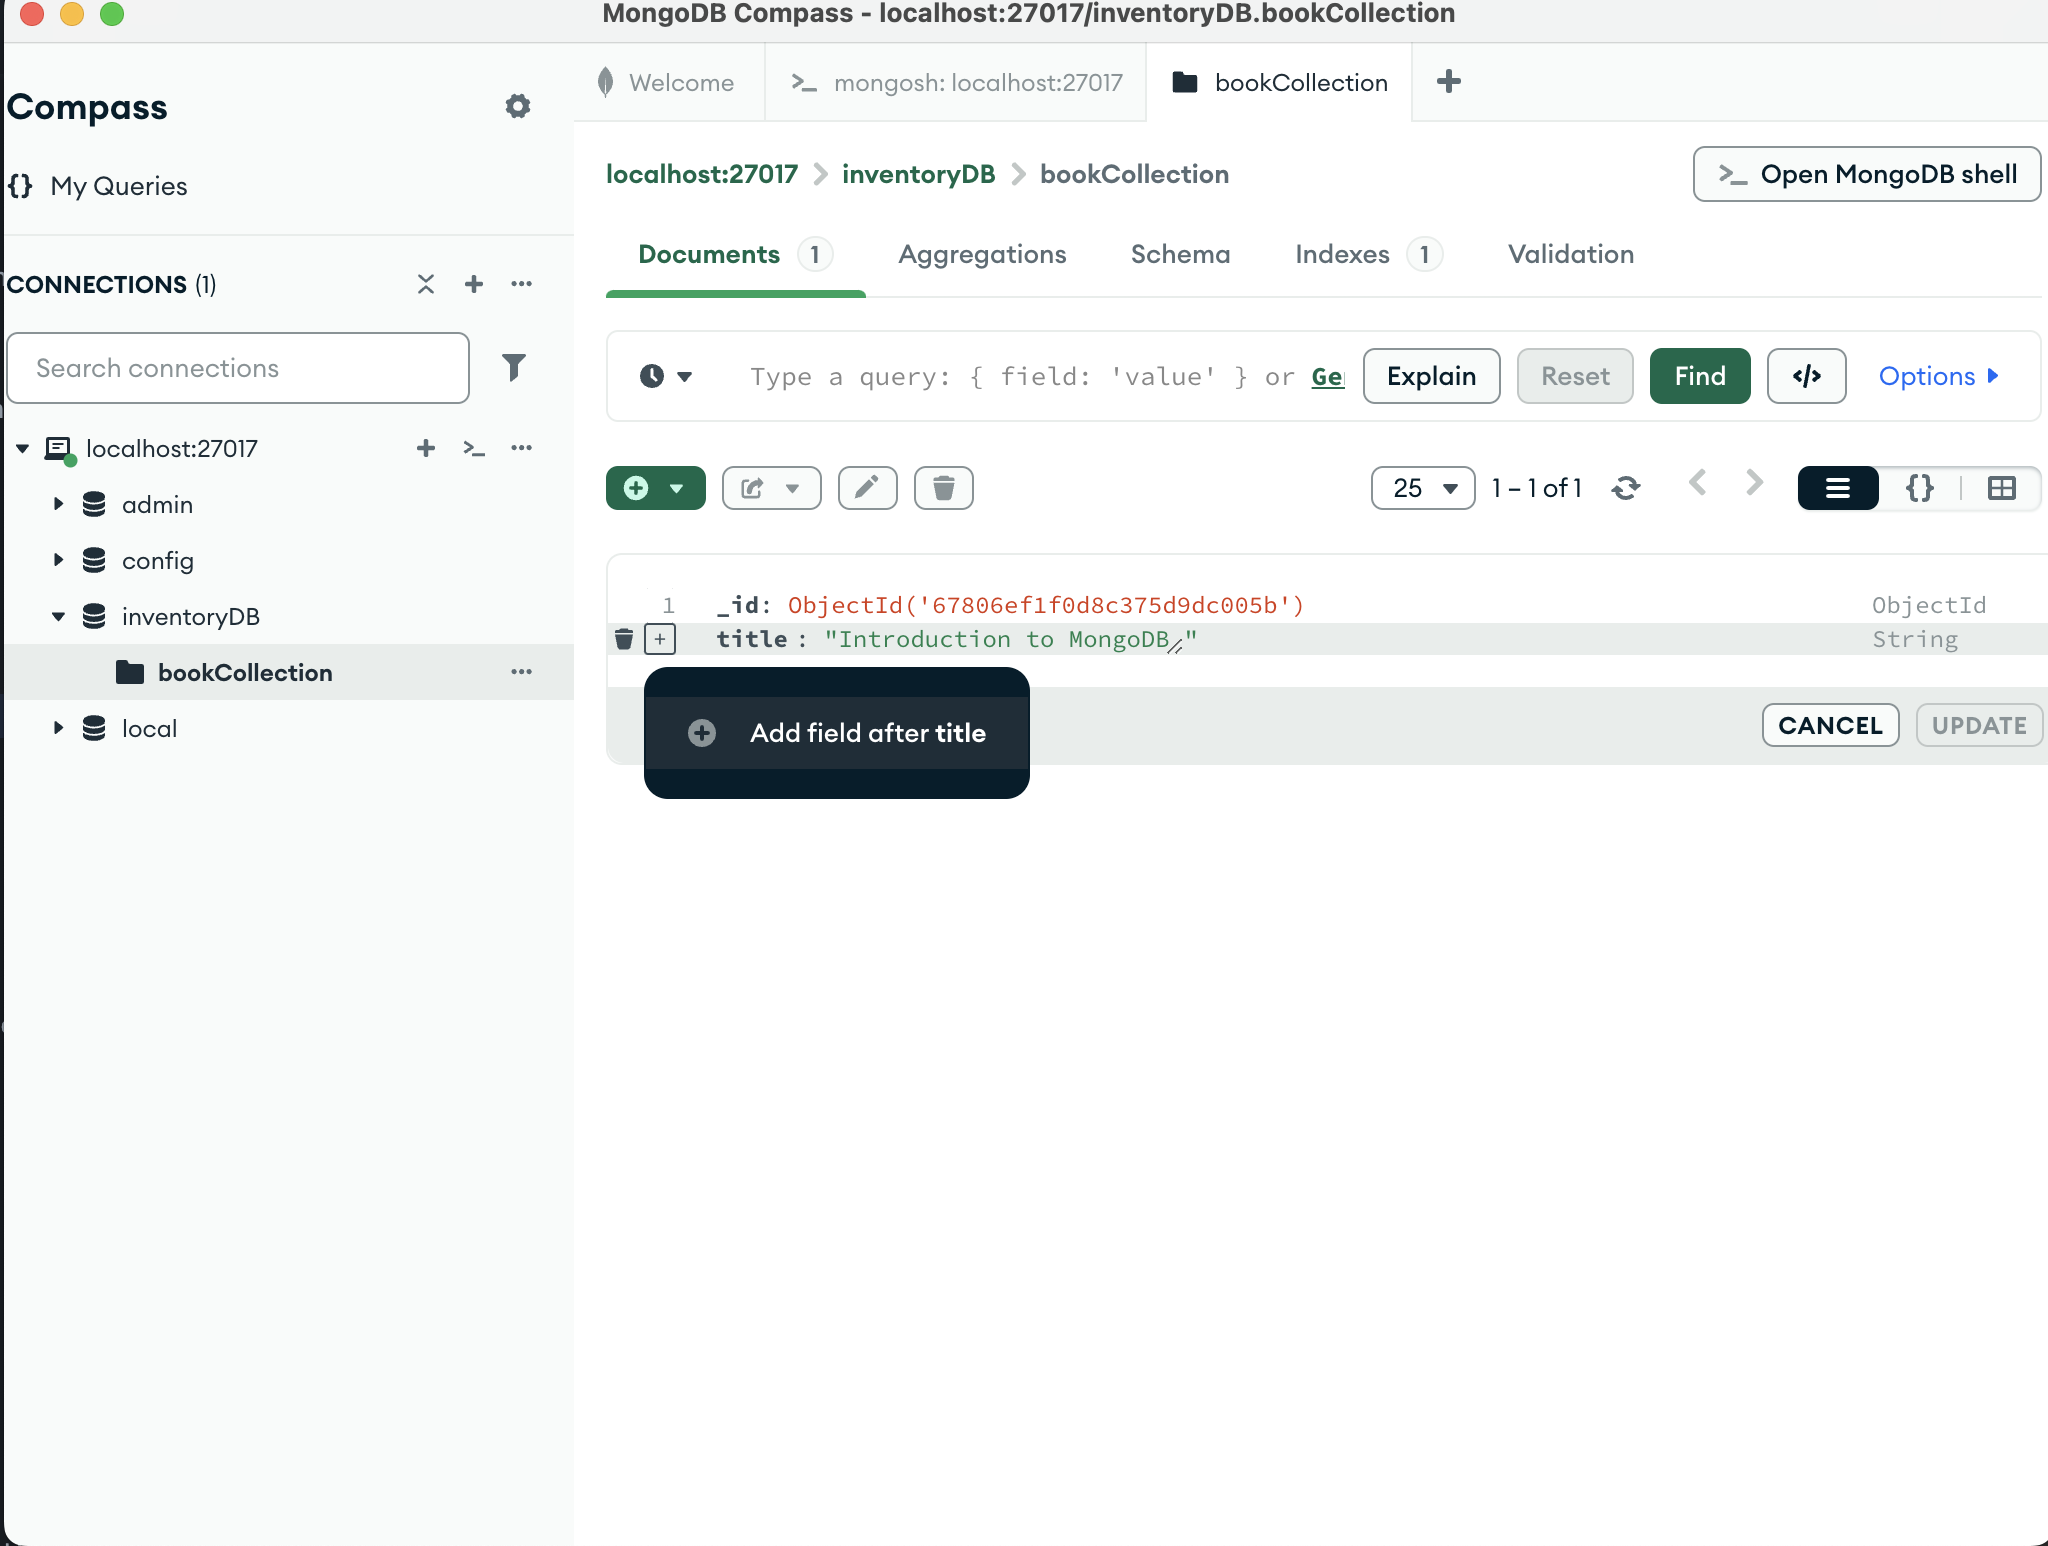 MongoDB Compass - localhost:27017/inventoryDB.bookCollection
Compass
My Queries
CONNECTIONS (1)
Search connections
localhost:27017
admin
config
inventoryDB
bookCollection
local
Welcome
mongosh: localhost:27017
bookCollection
localhost:27017 > inventoryDB > bookCollection
Open MongoDB shell
Documents 1 Aggregations Schema Indexes 1 Validation
Type a query: { field: 'value' } or Ge
Explain Reset Find </> Options
25 1 – 1 of 1
1 _id: ObjectId('67806ef1f0d8c375d9dc005b') ObjectId
title : "Introduction to MongoDB" String
Add field after title
CANCEL UPDATE